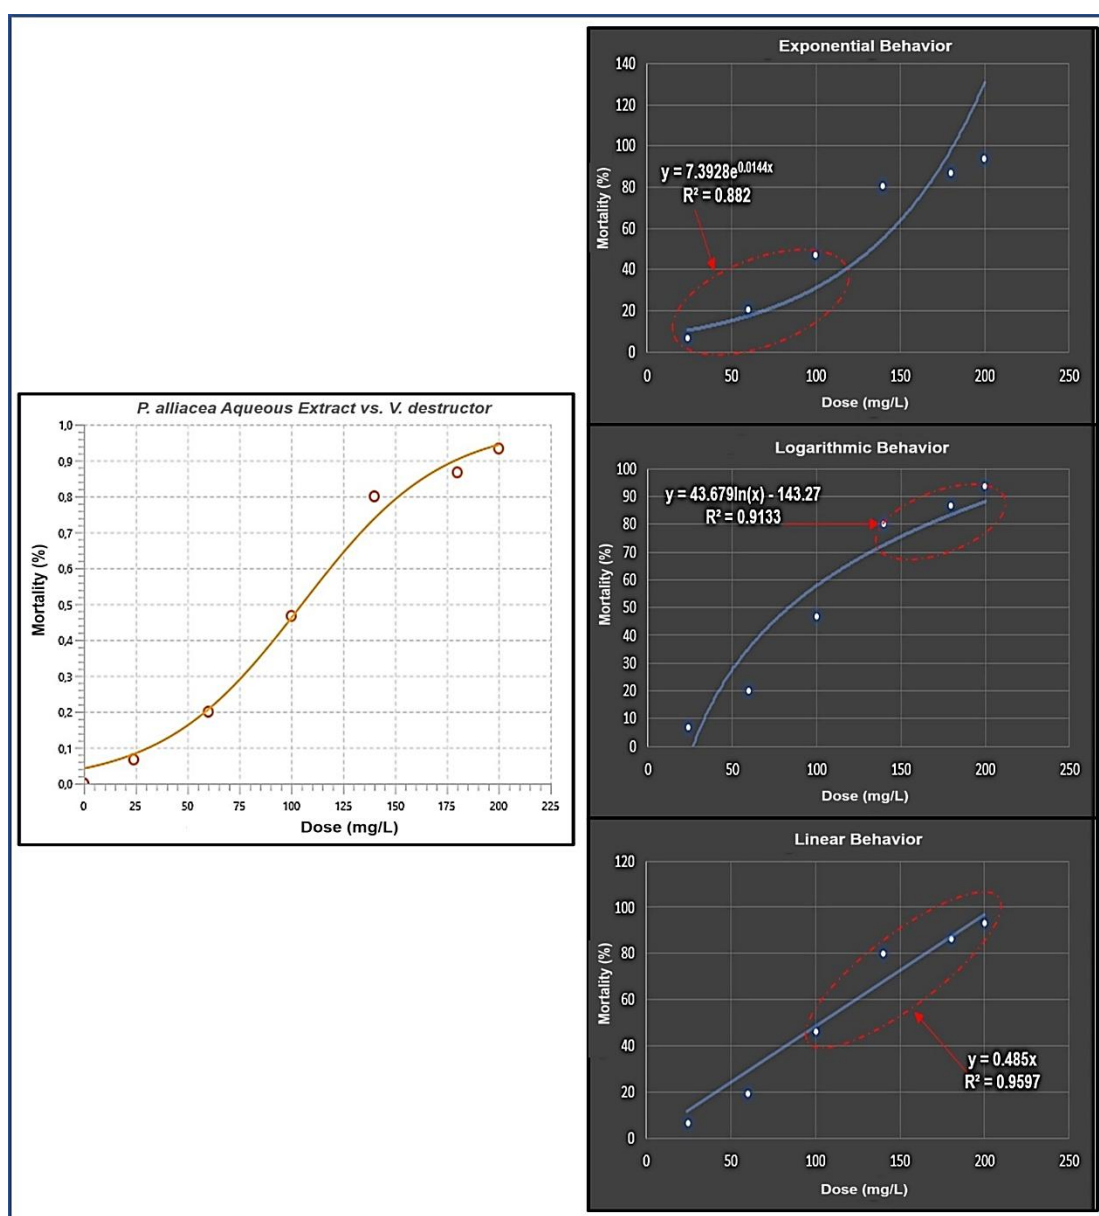 P. alliacea Aqueous Extract vs. V. destructor
Mortality (%)
1,0
0,9
0,8
0,7
0,6
0,5
0,4
0,3
0,2
0,1
0,0
0 25 50 75 100 125 150 175 200 225
Dose (mg/L)
Exponential Behavior
Mortality (%)
140
120
100
80
60
40
20
0
y = 7.3928e^0.0144x
R² = 0.882
0 50 100 150 200 250
Dose (mg/L)
Logarithmic Behavior
Mortality (%)
100
90
80
70
60
50
40
30
20
10
0
y = 43.679ln(x) - 143.27
R² = 0.9133
0 50 100 150 200 250
Dose (mg/L)
Linear Behavior
Mortality (%)
120
100
80
60
40
20
0
y = 0.485x
R² = 0.9597
0 50 100 150 200 250
Dose (mg/L)